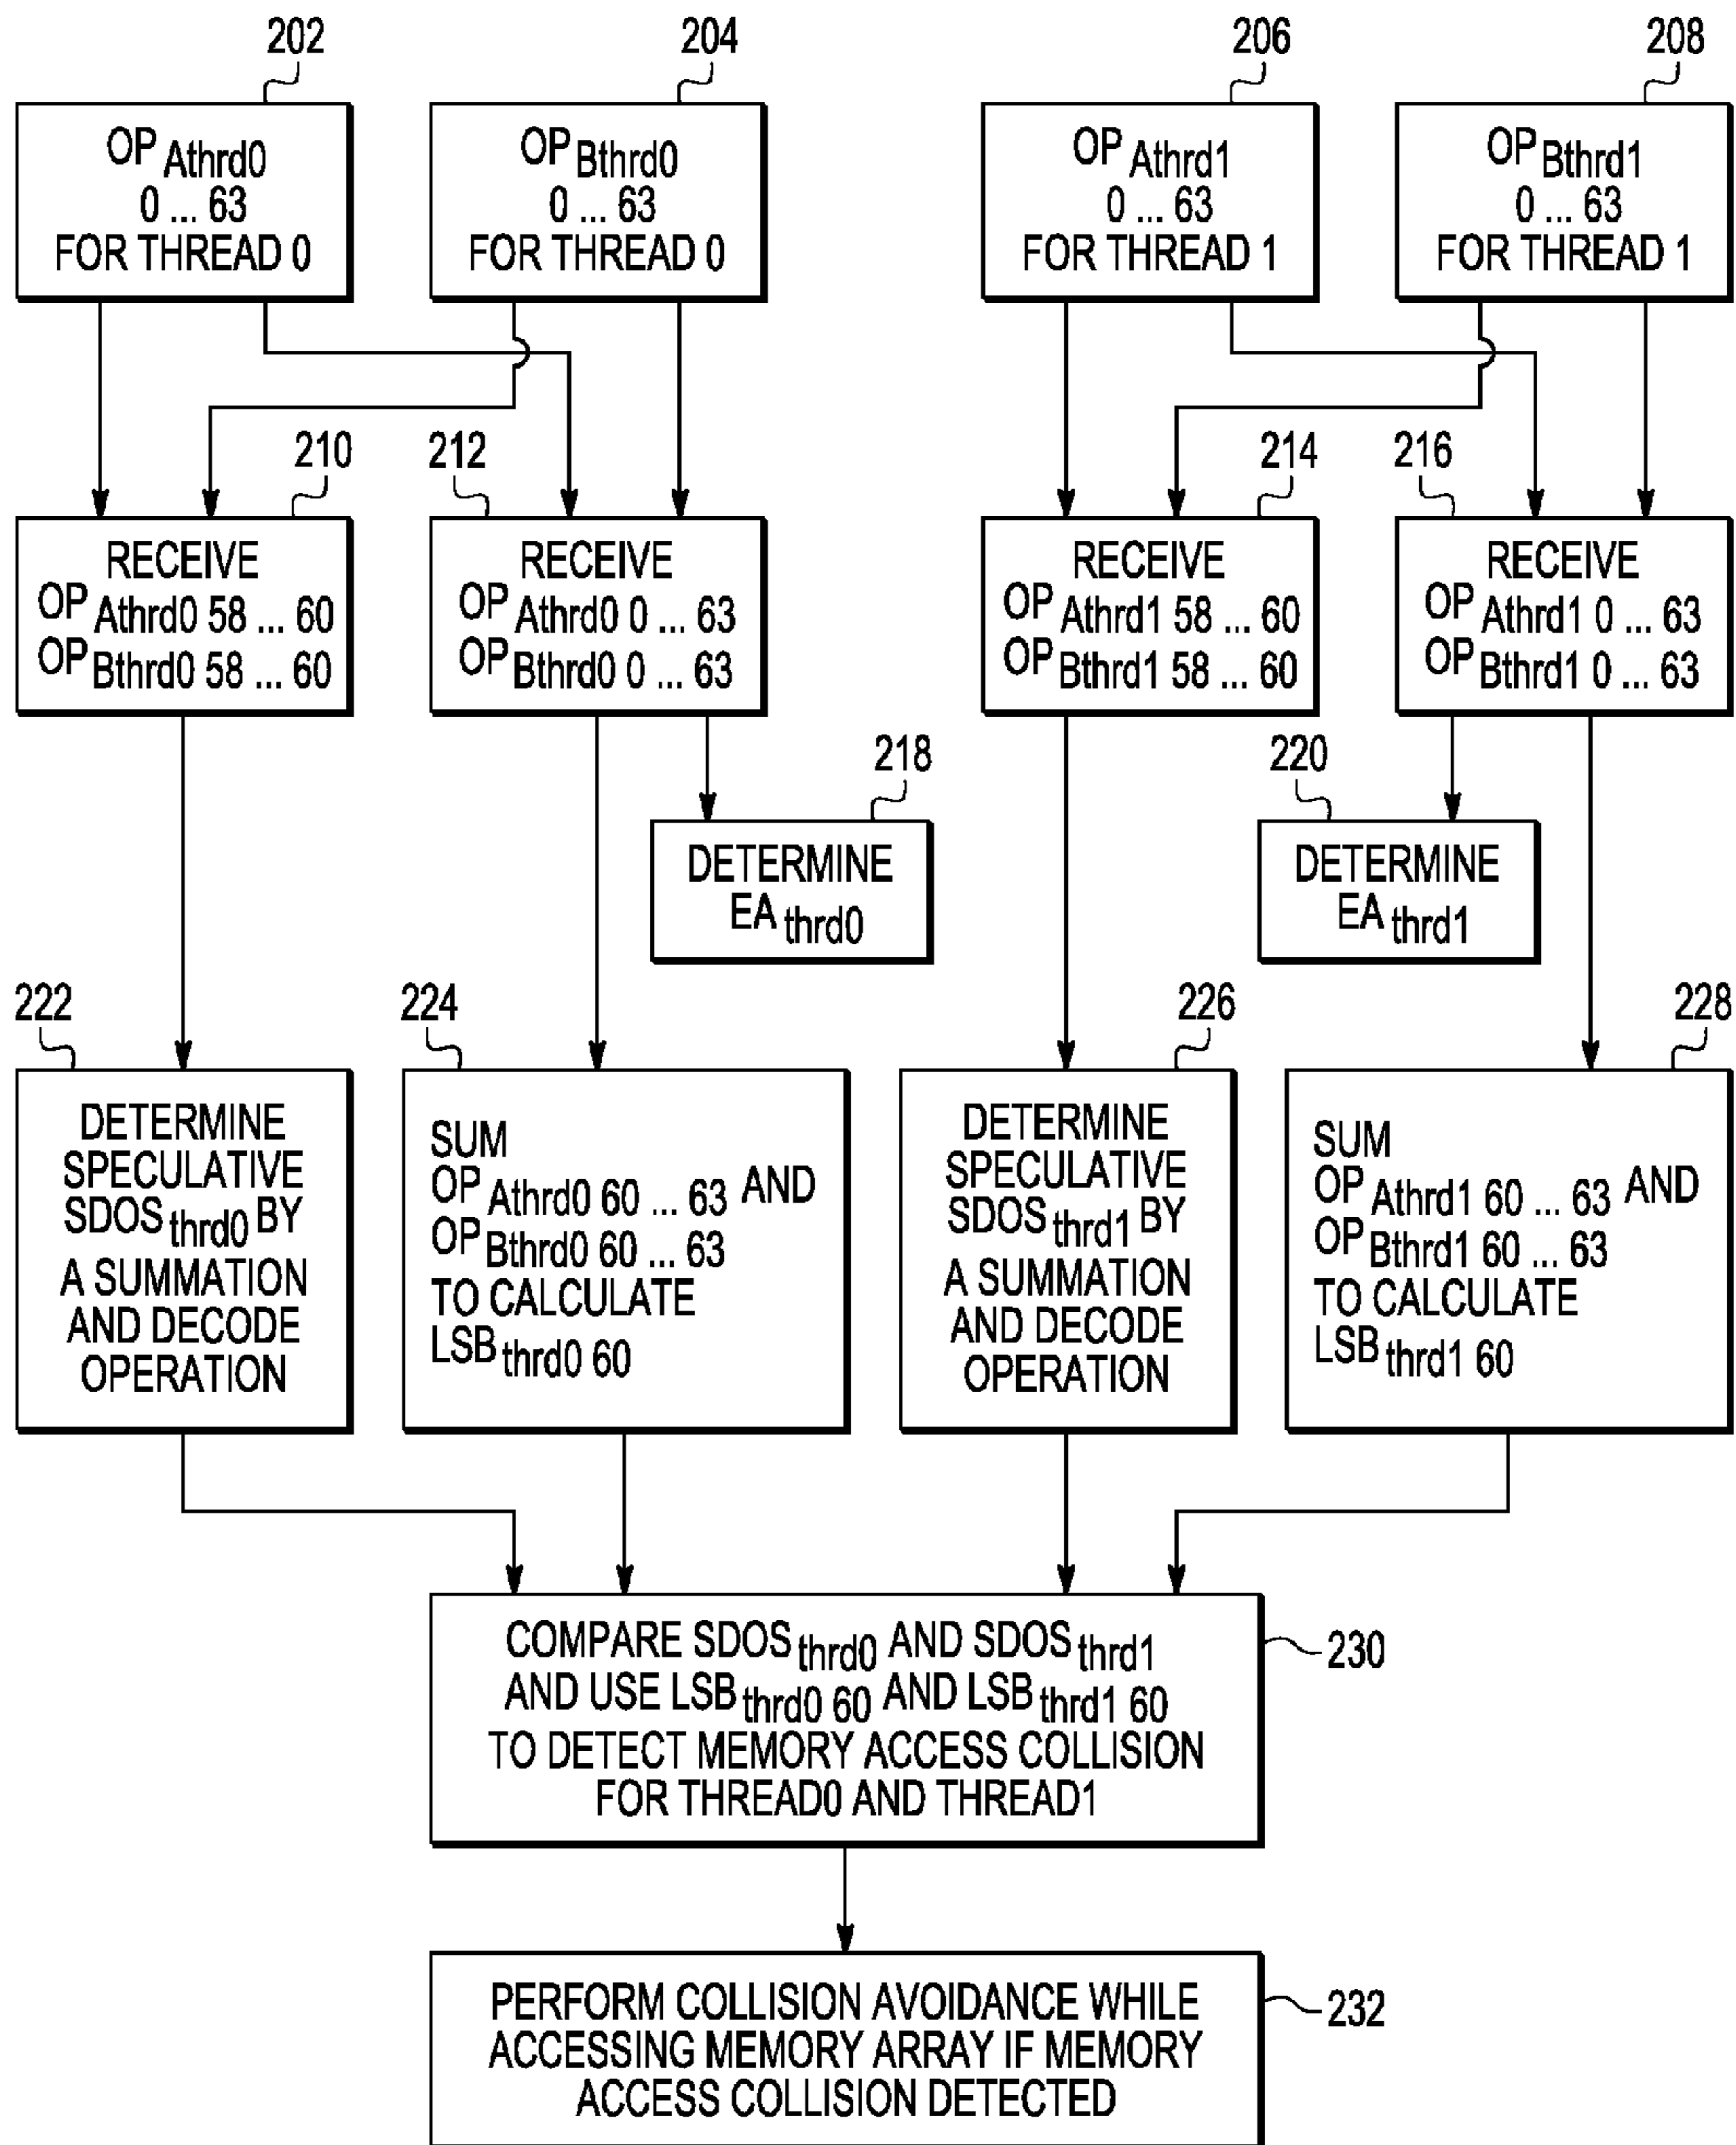 202
204
206
208
OP Athrd0
0 ... 63
FOR THREAD 0
OP Bthrd0
0 ... 63
FOR THREAD 0
OP Athrd1
0 ... 63
FOR THREAD 1
OP Bthrd1
0 ... 63
FOR THREAD 1
210
212
214
216
RECEIVE
OP Athrd0 58 ... 60
OP Bthrd0 58 ... 60
RECEIVE
OP Athrd0 0 ... 63
OP Bthrd0 0 ... 63
RECEIVE
OP Athrd1 58 ... 60
OP Bthrd1 58 ... 60
RECEIVE
OP Athrd1 0 ... 63
OP Bthrd1 0 ... 63
218
220
DETERMINE
EA thrd0
DETERMINE
EA thrd1
222
224
226
228
DETERMINE
SPECULATIVE
SDOS thrd0 BY
A SUMMATION
AND DECODE
OPERATION
SUM
OP Athrd0 60 ... 63 AND
OP Bthrd0 60 ... 63
TO CALCULATE
LSB thrd0 60
DETERMINE
SPECULATIVE
SDOS thrd1 BY
A SUMMATION
AND DECODE
OPERATION
SUM
OP Athrd1 60 ... 63 AND
OP Bthrd1 60 ... 63
TO CALCULATE
LSB thrd1 60
COMPARE SDOS thrd0 AND SDOS thrd1
AND USE LSB thrd0 60 AND LSB thrd1 60
TO DETECT MEMORY ACCESS COLLISION
FOR THREAD0 AND THREAD1
230
PERFORM COLLISION AVOIDANCE WHILE
ACCESSING MEMORY ARRAY IF MEMORY
ACCESS COLLISION DETECTED
232